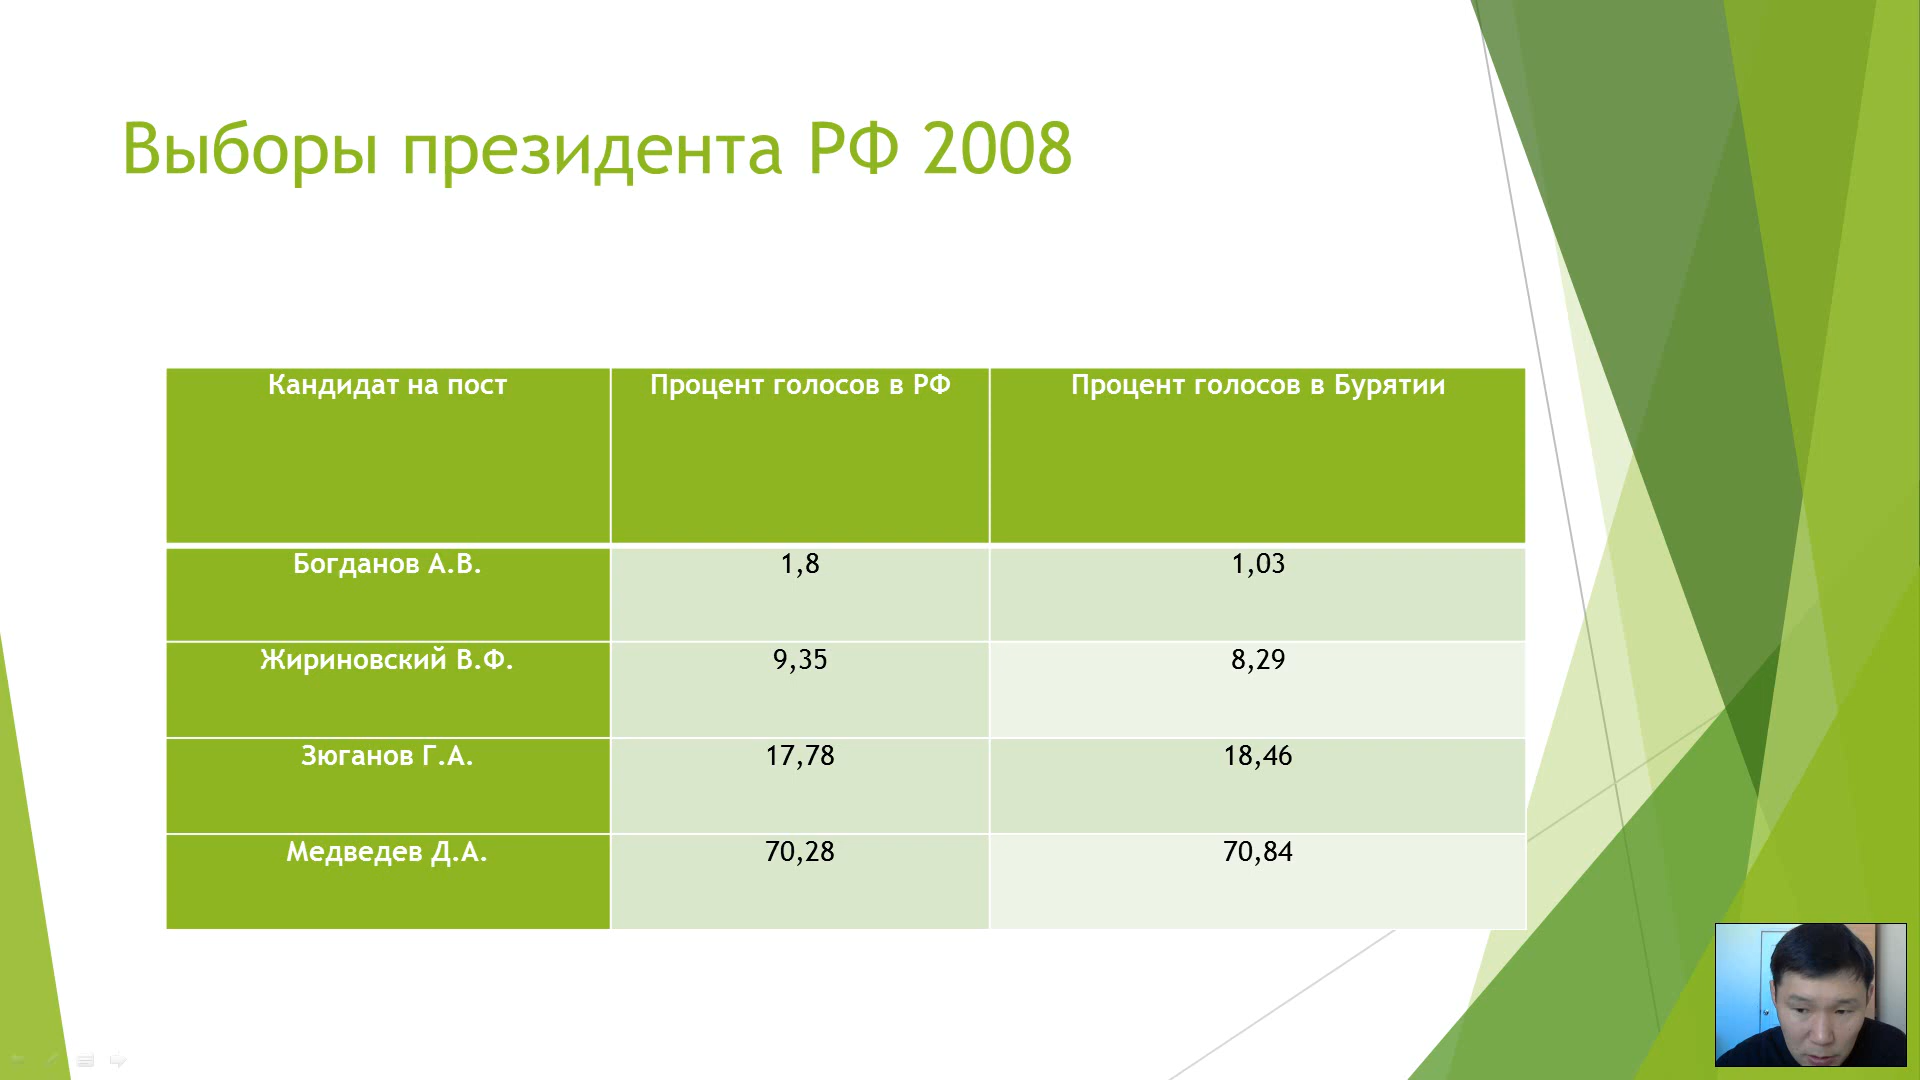 Выборы президента РФ 2008
Кандидат на пост Процент голосов в РФ Процент голосов в Бурятии
Богданов А.В. 1,8 1,03
Жириновский В.Ф. 9,35 8,29
Зюганов Г.А. 17,78 18,46
Медведев Д.А. 70,28 70,84